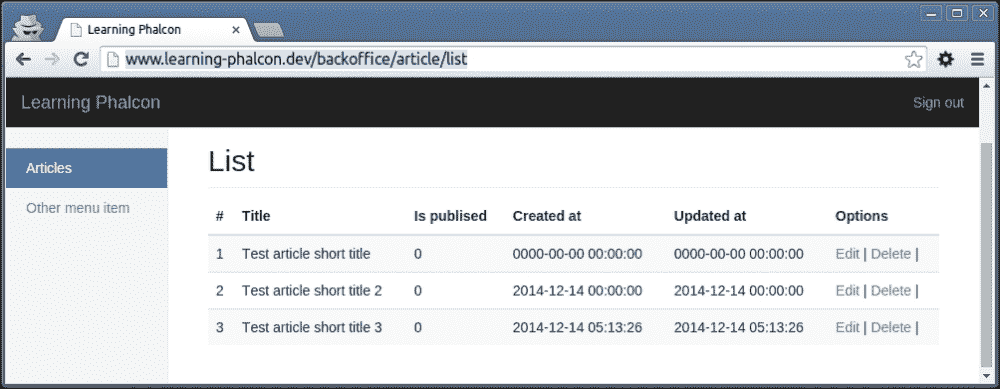 Learning Phalcon
www.learning-phalcon.dev/backoffice/article/list
Learning Phalcon Sign out
Articles
Other menu item
List
# Title Is publised Created at Updated at Options
1 Test article short title 0 0000-00-00 00:00:00 0000-00-00 00:00:00 Edit | Delete |
2 Test article short title 2 0 2014-12-14 00:00:00 2014-12-14 00:00:00 Edit | Delete |
3 Test article short title 3 0 2014-12-14 05:13:26 2014-12-14 05:13:26 Edit | Delete |